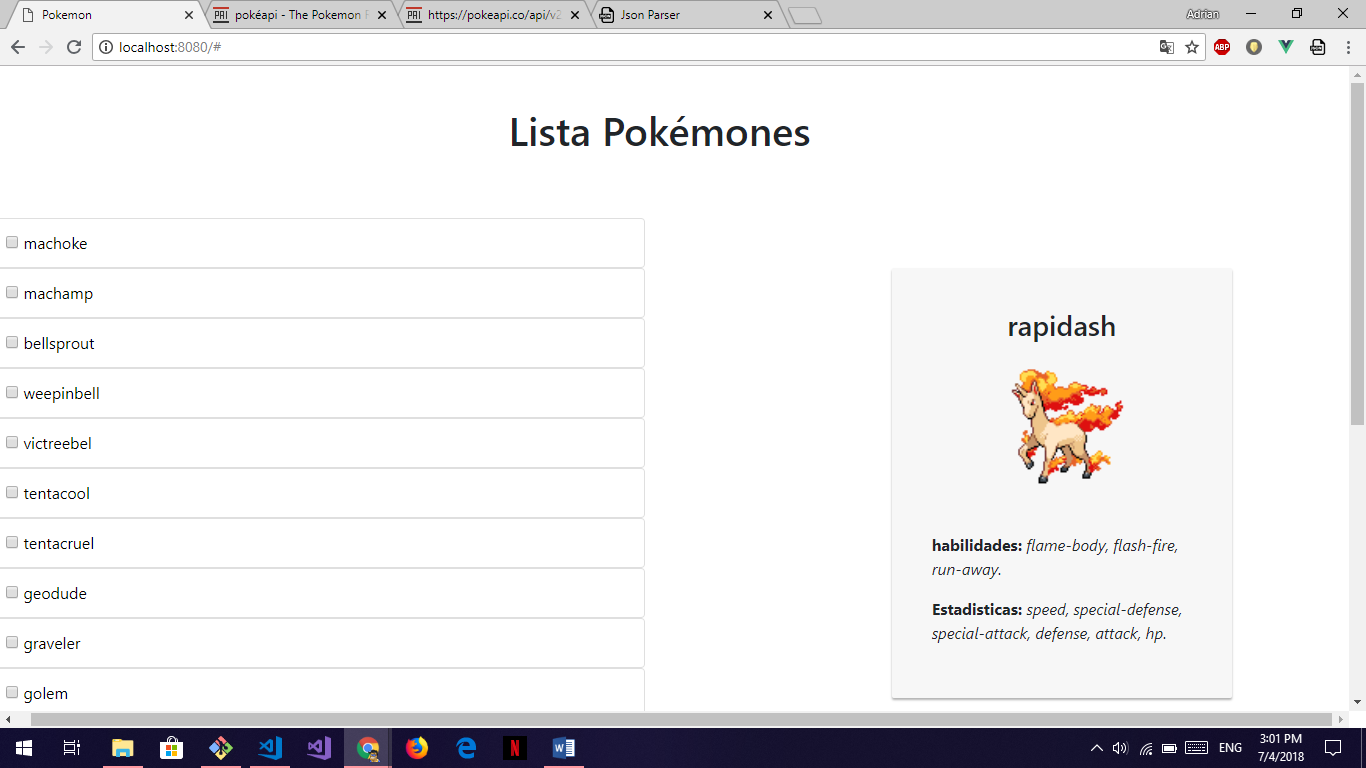 Pokemon
pokéapi - The Pokemon
https://pokeapi.co/api/v2
Json Parser
Adrian
localhost:8080/#
ABP
Lista Pokémones
machoke
machamp
bellsprout
weepinbell
victreebel
tentacool
tentacruel
geodude
graveler
golem
rapidash
habilidades: flame-body, flash-fire,
run-away.
Estadisticas: speed, special-defense,
special-attack, defense, attack, hp.
ENG
3:01 PM
7/4/2018